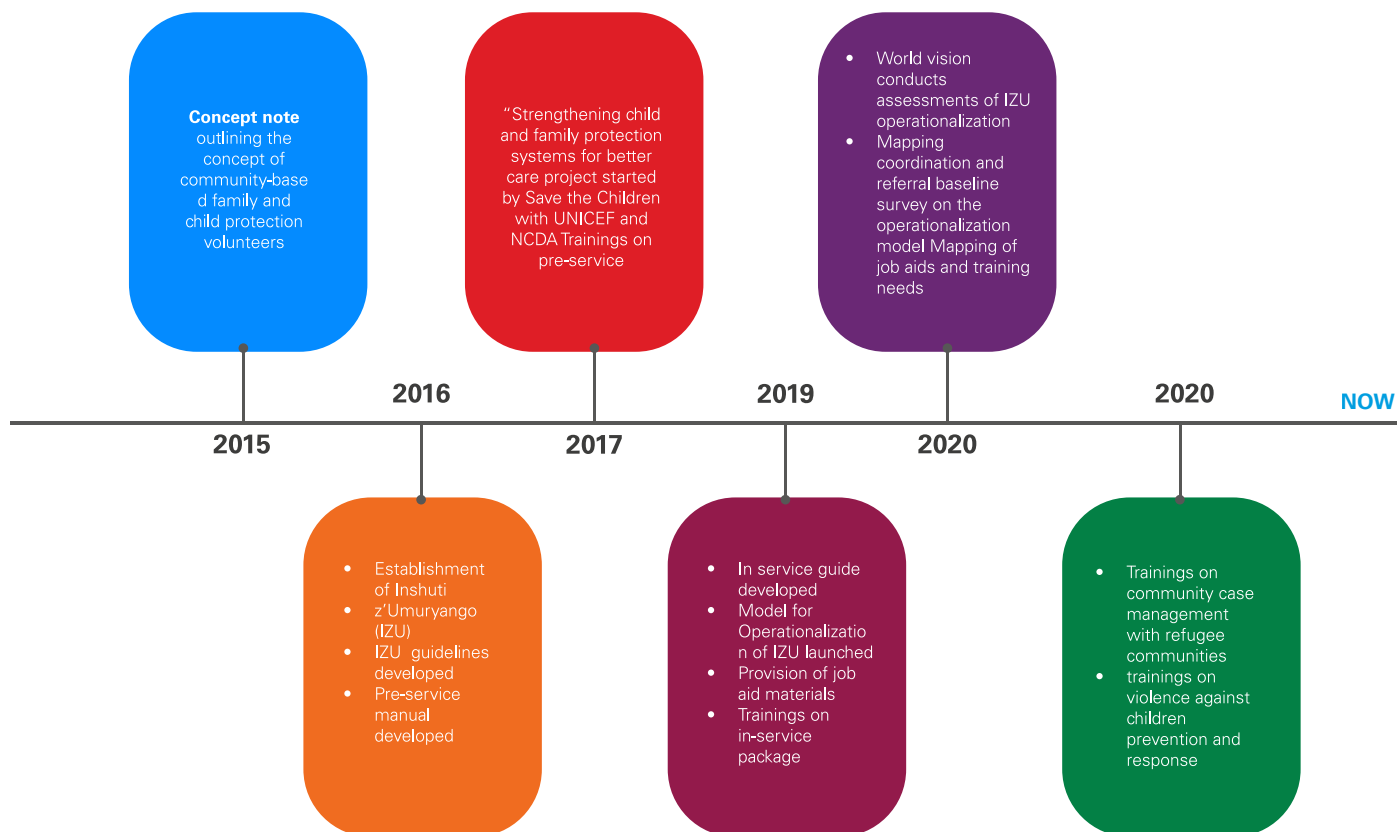 Concept note
outlining the
concept of
community-base
d family and
child protection
volunteers
“Strengthening child
and family protection
systems for better
care project started
by Save the Children
with UNICEF and
NCDA Trainings on
pre-service
• World vision
conducts
assessments of IZU
operationalization
• Mapping
coordination and
referral baseline
survey on the
operationalization
model Mapping of
job aids and training
needs
2016
2019
2020
NOW
2015
2017
2020
• Establishment
of Inshuti
• z’Umuryango
(IZU)
• IZU guidelines
developed
• Pre-service
manual
developed
• In service guide
developed
• Model for
Operationalizatio
n of IZU launched
• Provision of job
aid materials
• Trainings on
in-service
package
• Trainings on
community case
management
with refugee
communities
• trainings on
violence against
children
prevention and
response